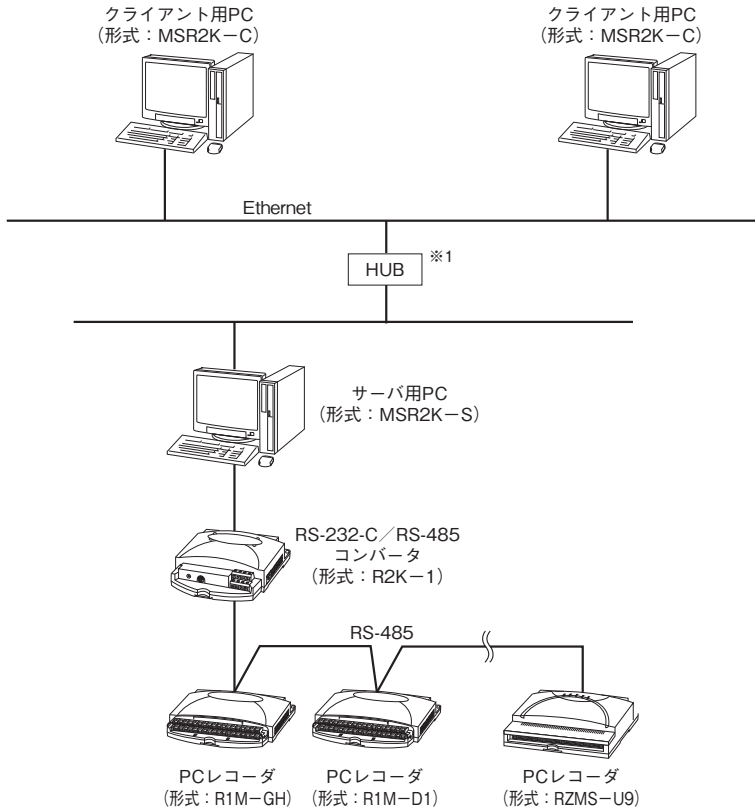 クライアント用PC
(形式：MSR2K－C)
クライアント用PC
(形式：MSR2K－C)
Ethernet
HUB
※1
サーバ用PC
(形式：MSR2K－S)
RS-232-C／RS-485
コンバータ
(形式：R2K－1)
RS-485
PCレコーダ
(形式：R1M－GH)
PCレコーダ
(形式：R1M－D1)
PCレコーダ
(形式：RZMS－U9)